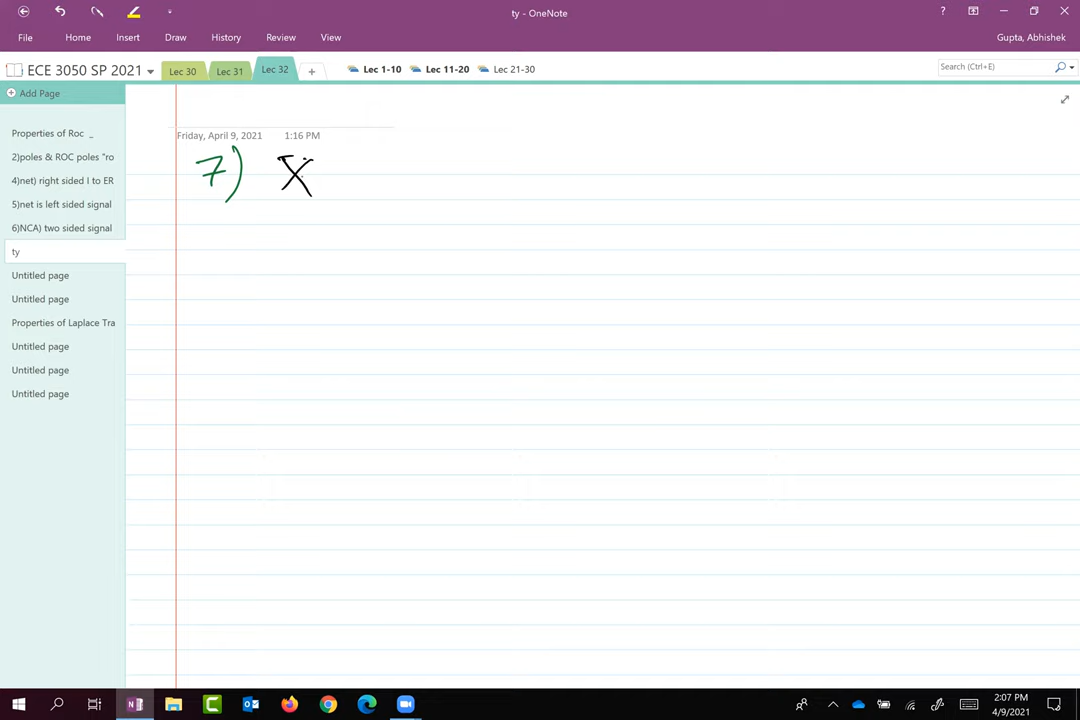 ty - OneNote
?
File Home Insert Draw History Review View
Gupta, Abhishek
ECE 3050 SP 2021 Lec 30 Lec 31 Lec 32 + Lec 1-10 Lec 11-20 Lec 21-30
Search (Ctrl+E)
Add Page
Properties of Roc _
2)poles & ROC poles "ro
4)net) right sided I to ER
5)net is left sided signal
6)NCA) two sided signal
ty
Untitled page
Untitled page
Properties of Laplace Tra
Untitled page
Untitled page
Untitled page
Friday, April 9, 2021 1:16 PM
7) X
2:07 PM
4/9/2021